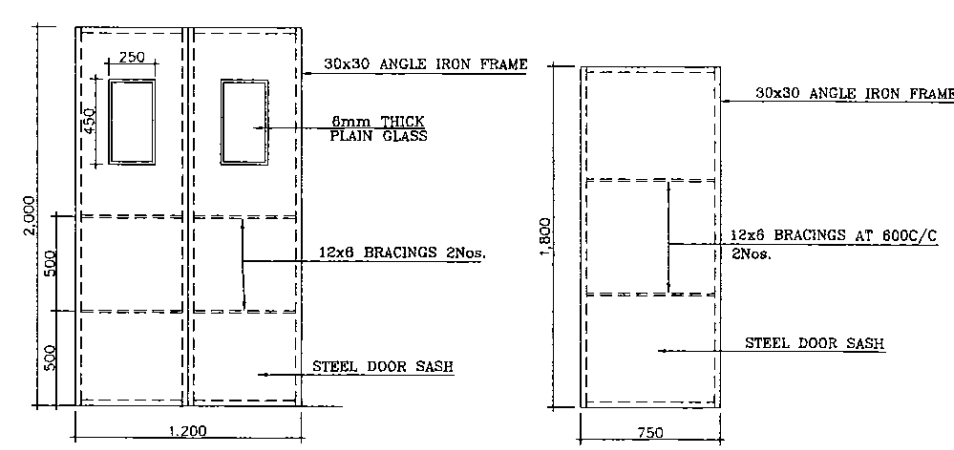 250
450
2,000
500
500
1,200
30x30 ANGLE IRON FRAME
6mm THICK
PLAIN GLASS
12x6 BRACINGS 2Nos.
STEEL DOOR SASH
1,800
750
30x30 ANGLE IRON FRAME
12x6 BRACINGS AT 600C/C
2Nos.
STEEL DOOR SASH